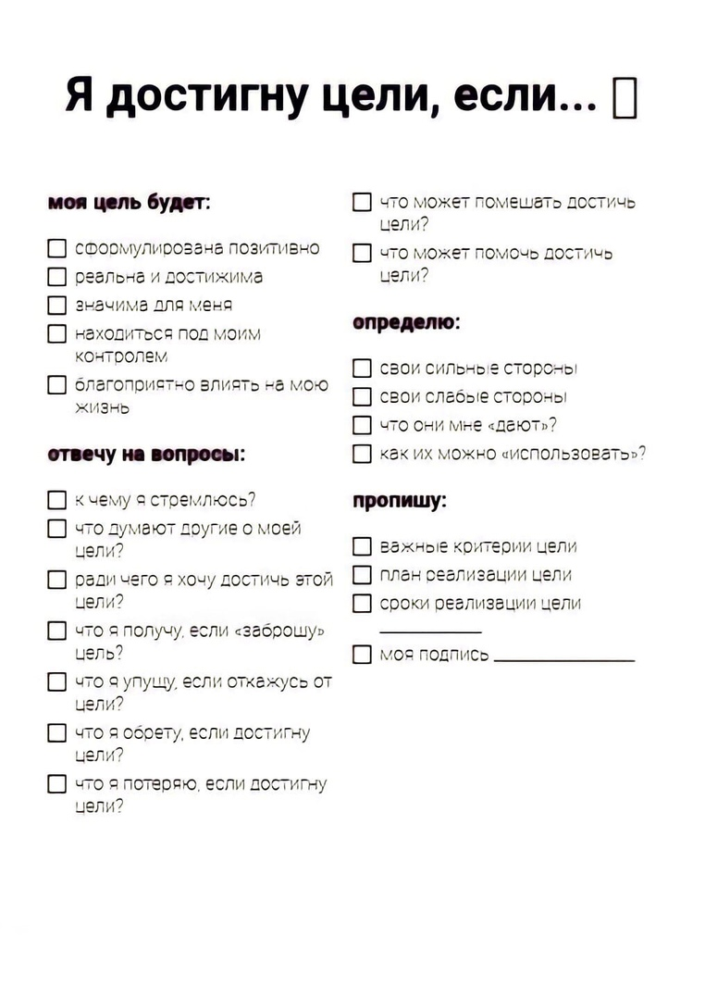 Я достигну цели, если...
моя цель будет:
сформулирована позитивно
реальна и достижима
значима для меня
находиться под моим
контролем
благоприятно влиять на мою
жизнь
отвечу на вопросы:
к чему я стремлюсь?
что думают другие о моей
цели?
ради чего я хочу достичь этой
цели?
что я получу, если «заброшу»
цель?
что я упущу, если откажусь от
цели?
что я обрету, если достигну
цели?
что я потеряю, если достигну
цели?
что может помешать достичь
цели?
что может помочь достичь
цели?
определю:
свои сильные стороны
свои слабые стороны
что они мне «дают»?
как их можно «использовать»?
пропишу:
важные критерии цели
план реализации цели
сроки реализации цели
___________
моя подпись _______________